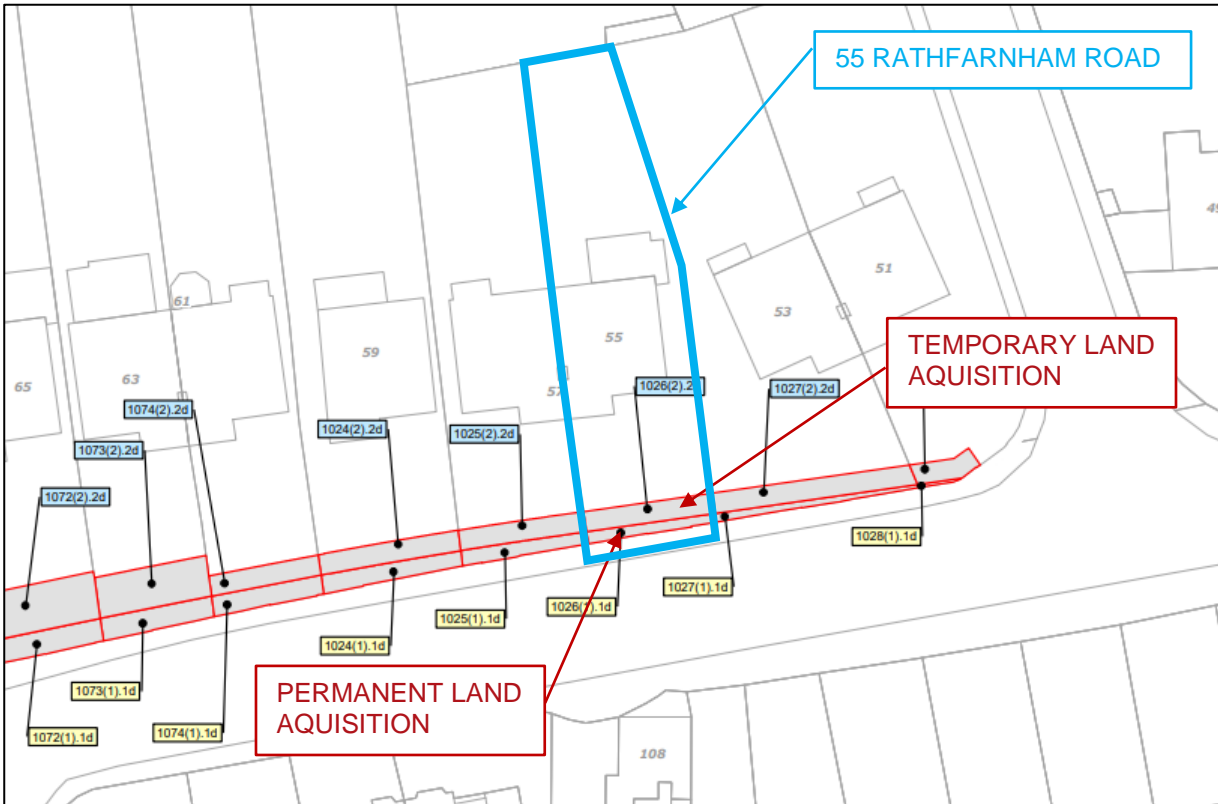 55 RATHFARNHAM ROAD
49
51
61
53
TEMPORARY LAND
AQUISITION
55
59
63
65
57
1026(2).2d
1027(2).2d
1074(2).2d
1024(2).2d
1025(2).2d
1073(2).2d
1072(2).2d
1028(1).1d
1027(1).1d
1026(1).1d
1025(1).1d
1024(1).1d
PERMANENT LAND
AQUISITION
1073(1).1d
1074(1).1d
1072(1).1d
108